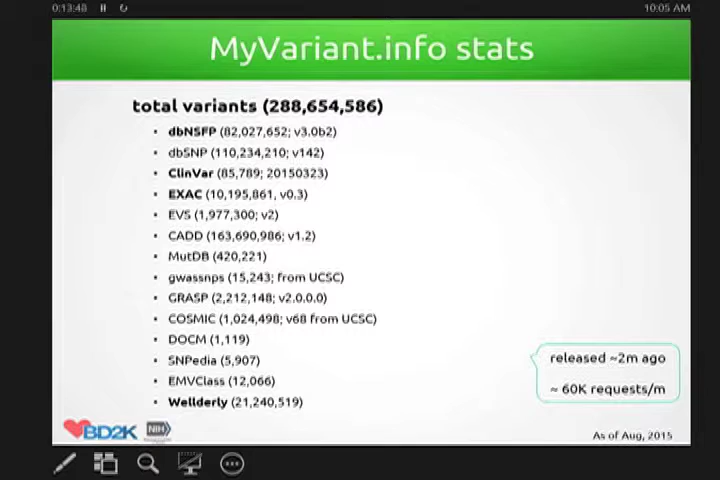 0:13:48
10:05 AM
MyVariant.info stats
total variants (288,654,586)
• dbNSFP (82,027,652; v3.0b2)
• dbSNP (110,234,210; v142)
• ClinVar (85,789; 20150323)
• EXAC (10,195,861, v0.3)
• EVS (1,977,300; v2)
• CADD (163,690,986; v1.2)
• MutDB (420,221)
• gwassnps (15,243; from UCSC)
• GRASP (2,212,148; v2.0.0.0)
• COSMIC (1,024,498; v68 from UCSC)
• DOCM (1,119)
• SNPedia (5,907)
• EMVClass (12,066)
• Wellderly (21,240,519)
released ~2m ago
≈ 60K requests/m
BD2K
NIH
As of Aug, 2015